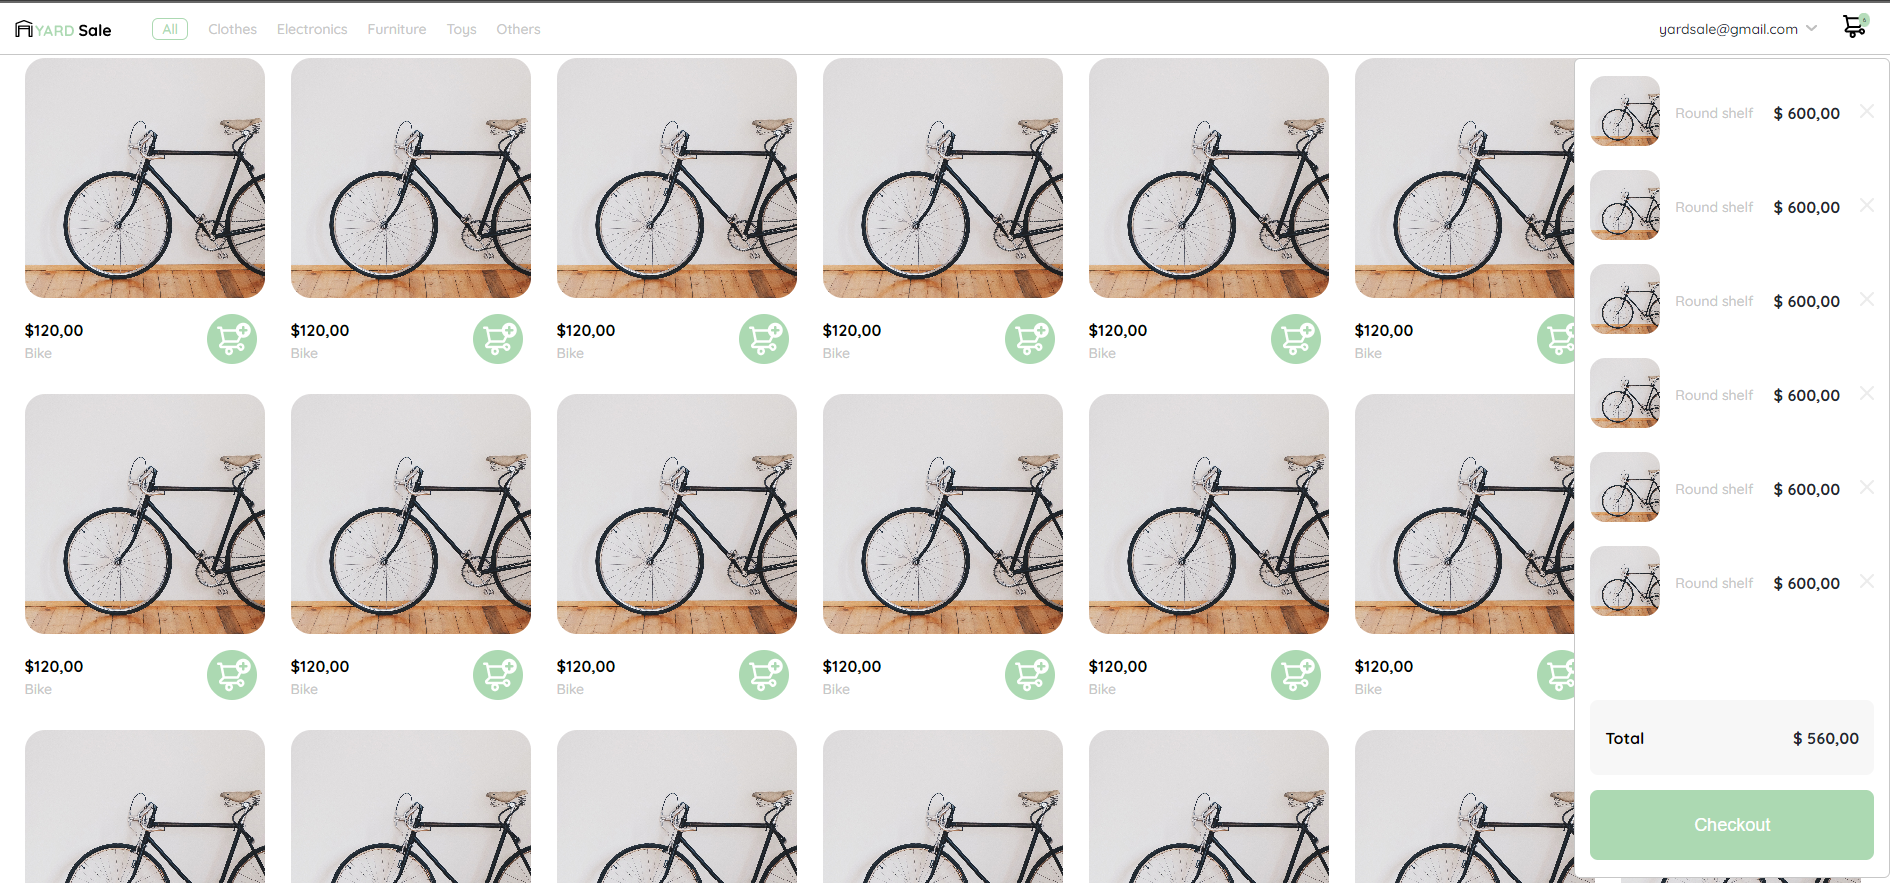 YARD Sale
All Clothes Electronics Furniture Toys Others
yardsale@gmail.com
$120,00 $120,00 $120,00 $120,00 $120,00 $120,00
Bike Bike Bike Bike Bike Bike
$120,00 $120,00 $120,00 $120,00 $120,00 $120,00
Bike Bike Bike Bike Bike Bike
Round shelf $ 600,00
Round shelf $ 600,00
Round shelf $ 600,00
Round shelf $ 600,00
Round shelf $ 600,00
Round shelf $ 600,00
Total $ 560,00
Checkout